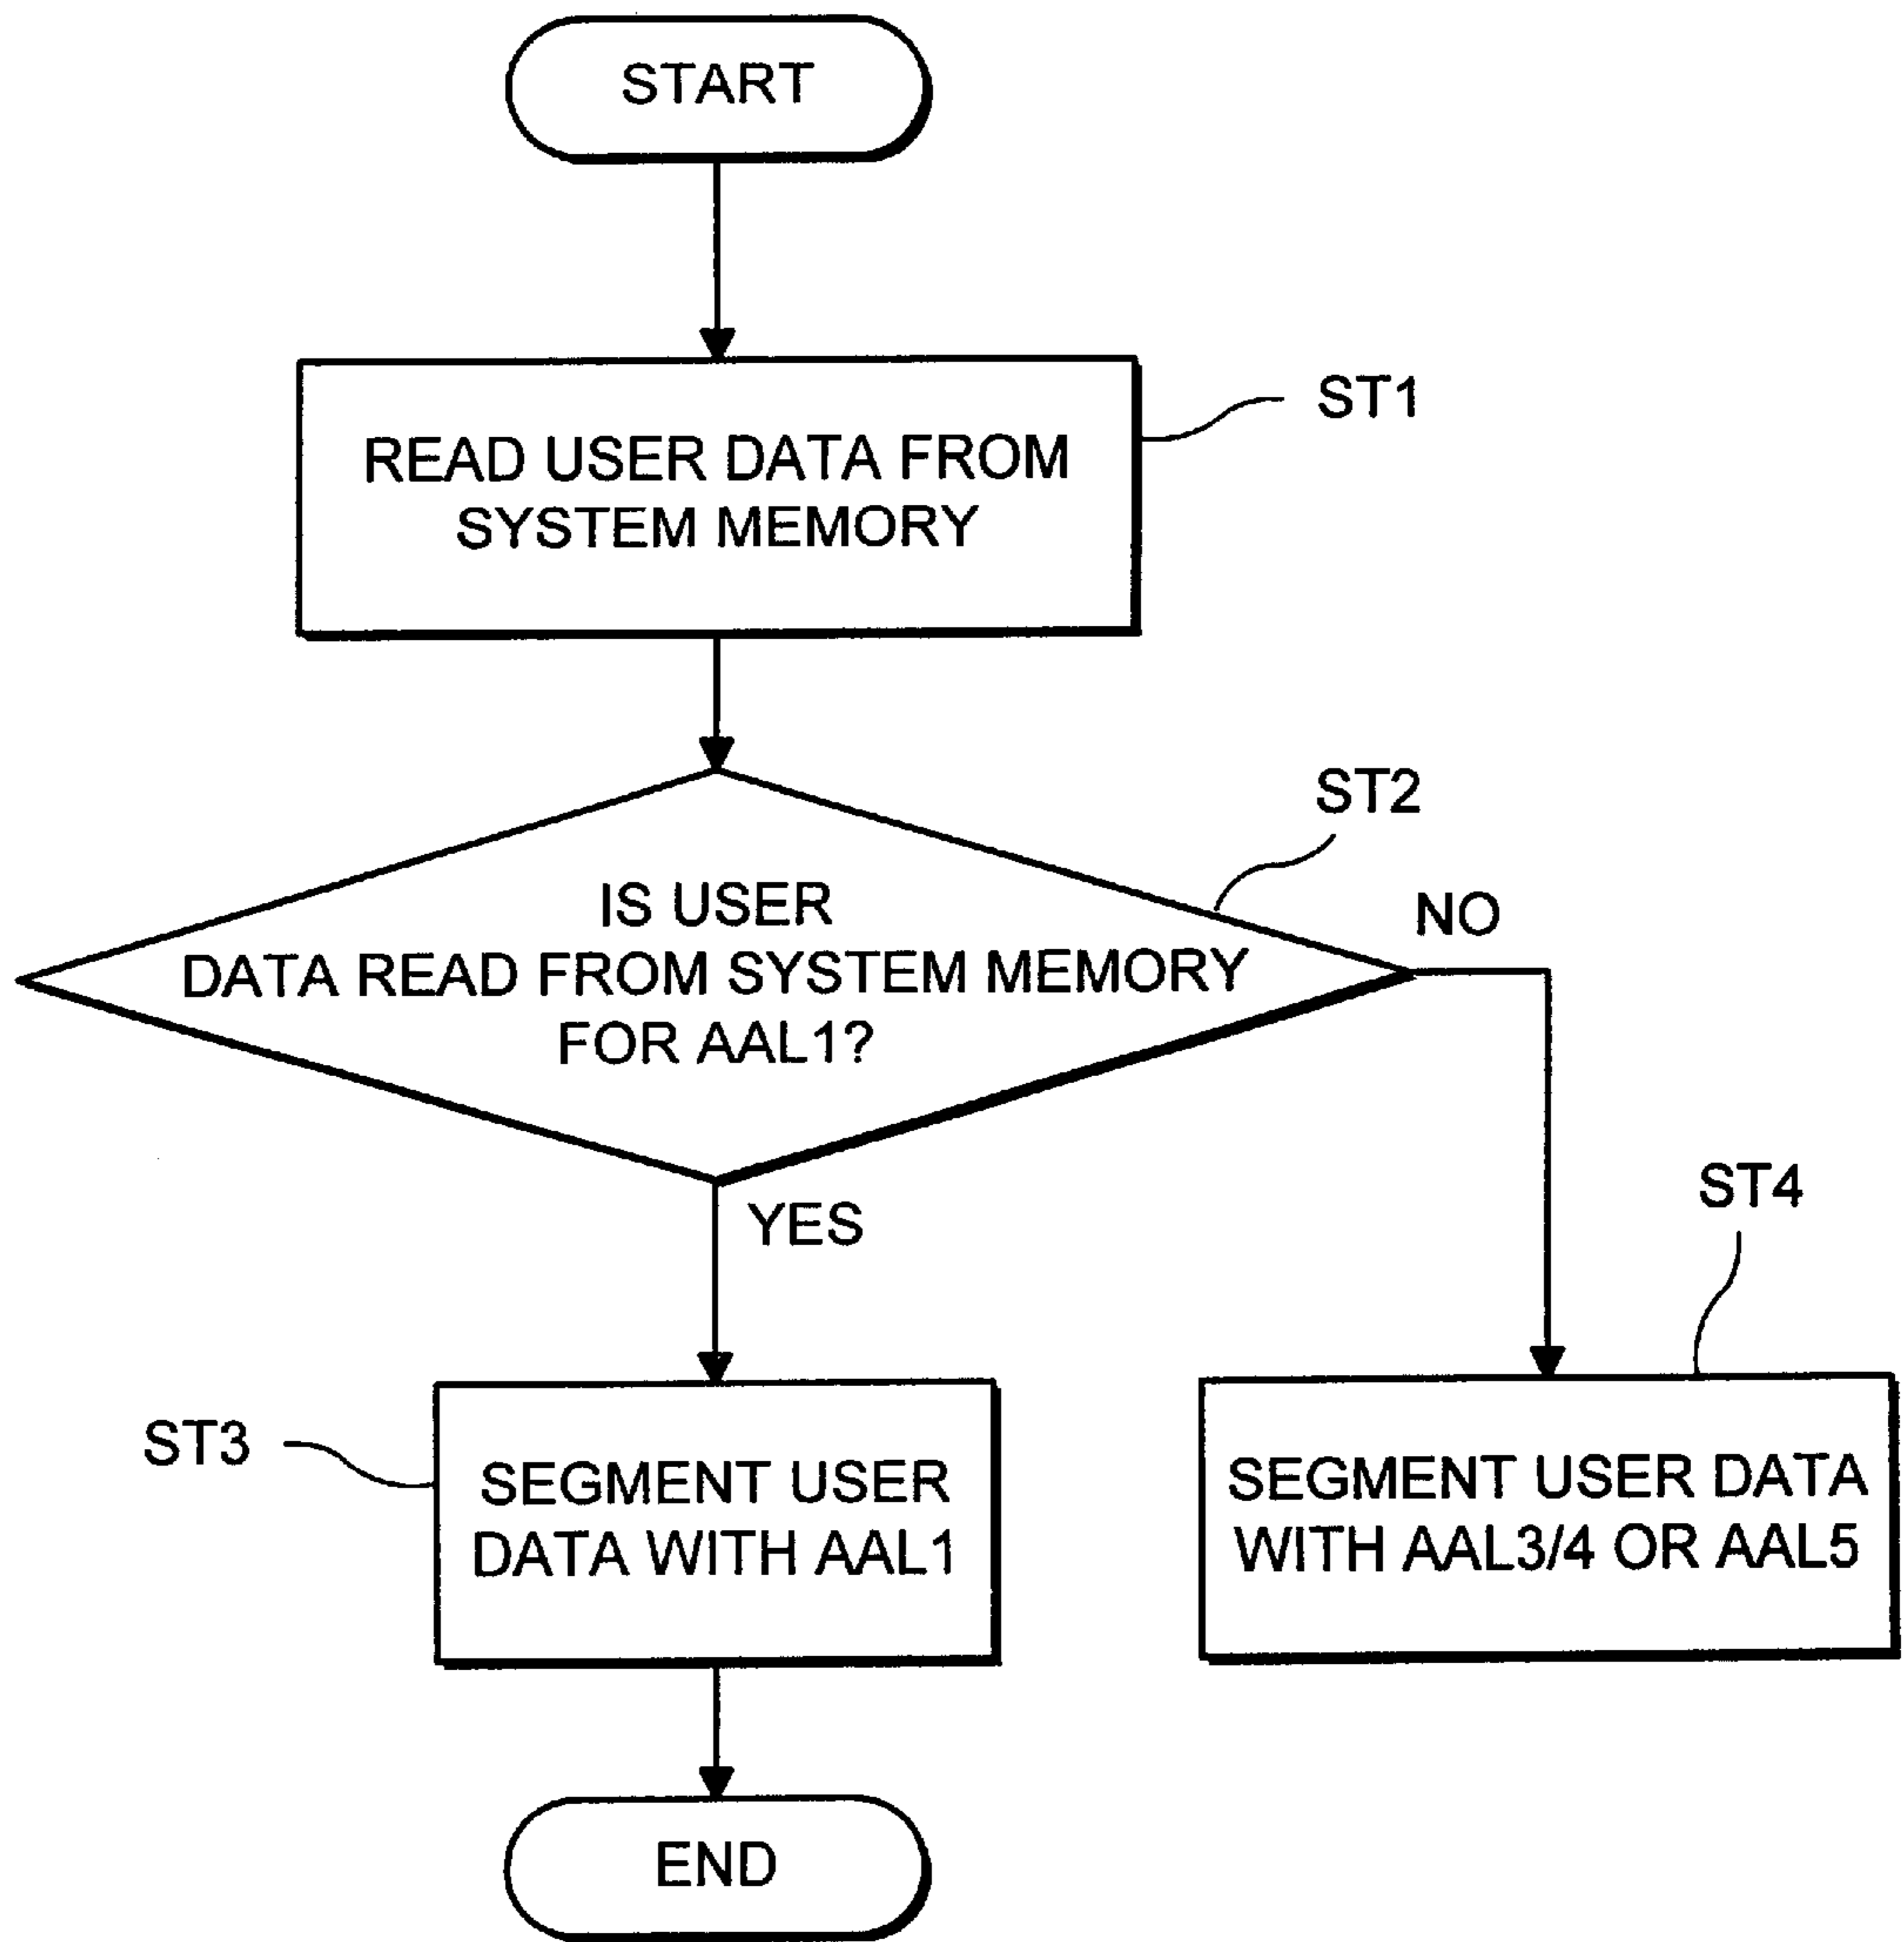 START
READ USER DATA FROM
SYSTEM MEMORY
ST1
IS USER
DATA READ FROM SYSTEM MEMORY
FOR AAL1?
ST2
NO
YES
ST3
SEGMENT USER
DATA WITH AAL1
ST4
SEGMENT USER DATA
WITH AAL3/4 OR AAL5
END